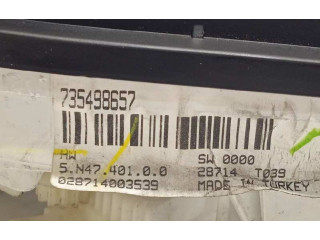 735498657
HW SW 0000
5.N47.401.0.0 28714 T039
028714003539 MADE IN TURKEY